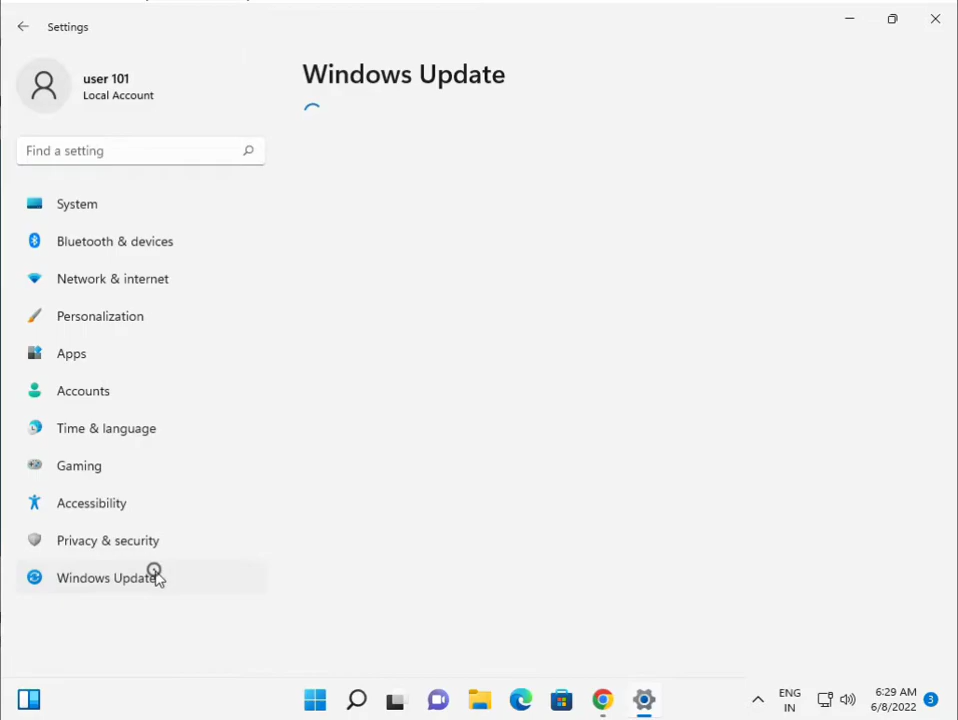 Settings
user 101
Local Account
Find a setting
System
Bluetooth & devices
Network & internet
Personalization
Apps
Accounts
Time & language
Gaming
Accessibility
Privacy & security
Windows Update
Windows Update
ENG
IN
6:29 AM
6/8/2022
3